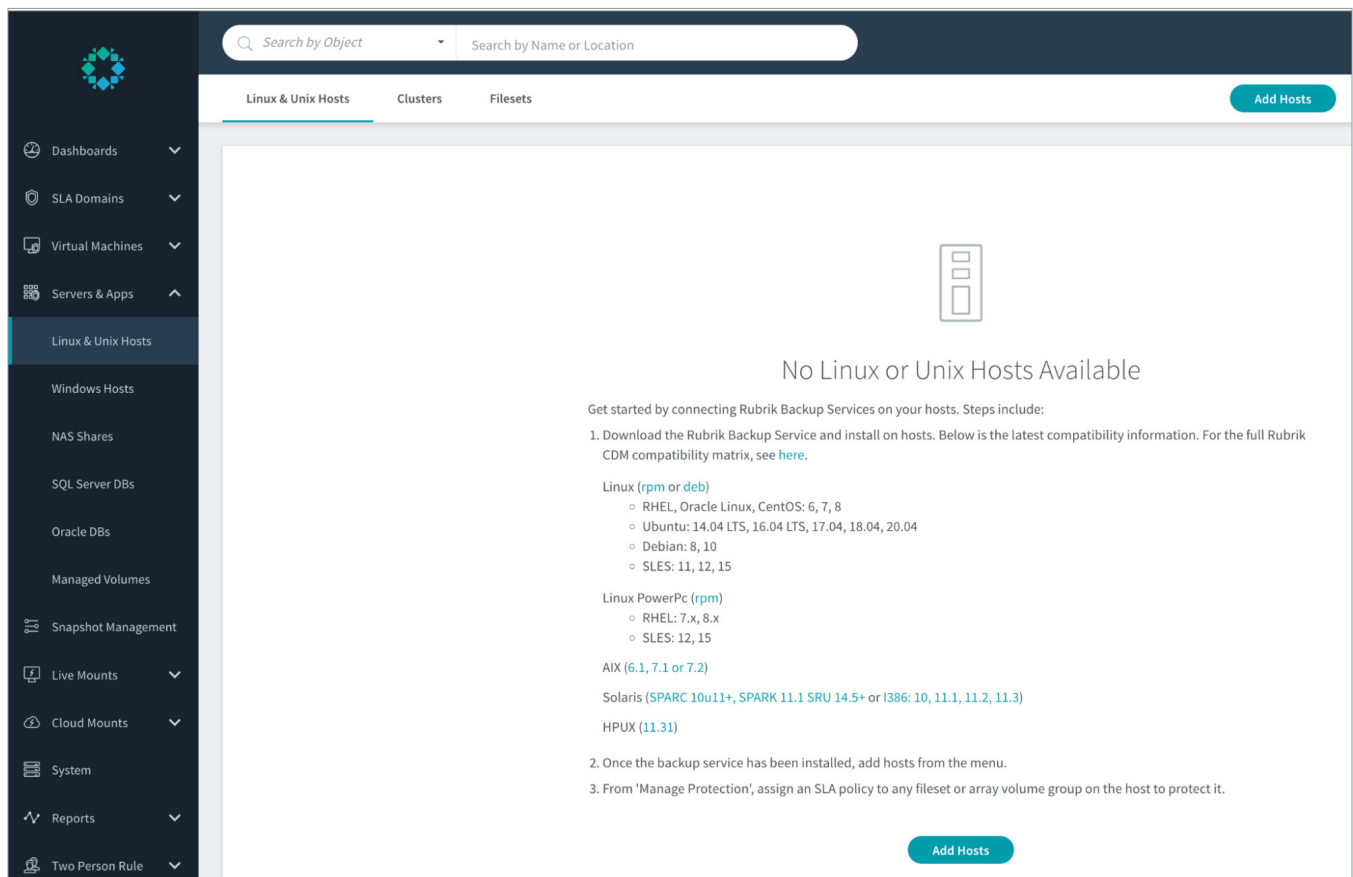 Search by Object
Search by Name or Location
Linux & Unix Hosts
Clusters
Filesets
Add Hosts
Dashboards
SLA Domains
Virtual Machines
Servers & Apps
Linux & Unix Hosts
Windows Hosts
NAS Shares
SQL Server DBs
Oracle DBs
Managed Volumes
Snapshot Management
Live Mounts
Cloud Mounts
System
Reports
Two Person Rule
No Linux or Unix Hosts Available
Get started by connecting Rubrik Backup Services on your hosts. Steps include:
1. Download the Rubrik Backup Service and install on hosts. Below is the latest compatibility information. For the full Rubrik
CDM compatibility matrix, see here.
Linux (rpm or deb)
◦ RHEL, Oracle Linux, CentOS: 6, 7, 8
◦ Ubuntu: 14.04 LTS, 16.04 LTS, 17.04, 18.04, 20.04
◦ Debian: 8, 10
◦ SLES: 11, 12, 15
Linux PowerPc (rpm)
◦ RHEL: 7.x, 8.x
◦ SLES: 12, 15
AIX (6.1, 7.1 or 7.2)
Solaris (SPARC 10u11+, SPARK 11.1 SRU 14.5+ or I386: 10, 11.1, 11.2, 11.3)
HPUX (11.31)
2. Once the backup service has been installed, add hosts from the menu.
3. From 'Manage Protection', assign an SLA policy to any fileset or array volume group on the host to protect it.
Add Hosts